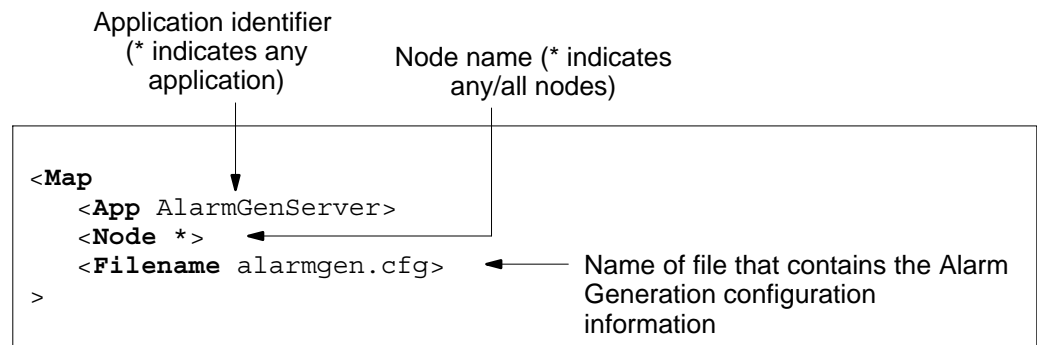 Application identifier
(* indicates any
application)
Node name (* indicates
any/all nodes)
<Map
<App AlarmGenServer>
<Node *>
<Filename alarmgen.cfg>
>
Name of file that contains the Alarm
Generation configuration
information